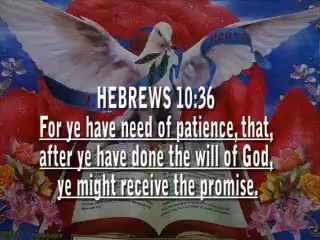 HEBREWS 10:36
For ye have need of patience, that,
after ye have done the will of God,
ye might receive the promise.